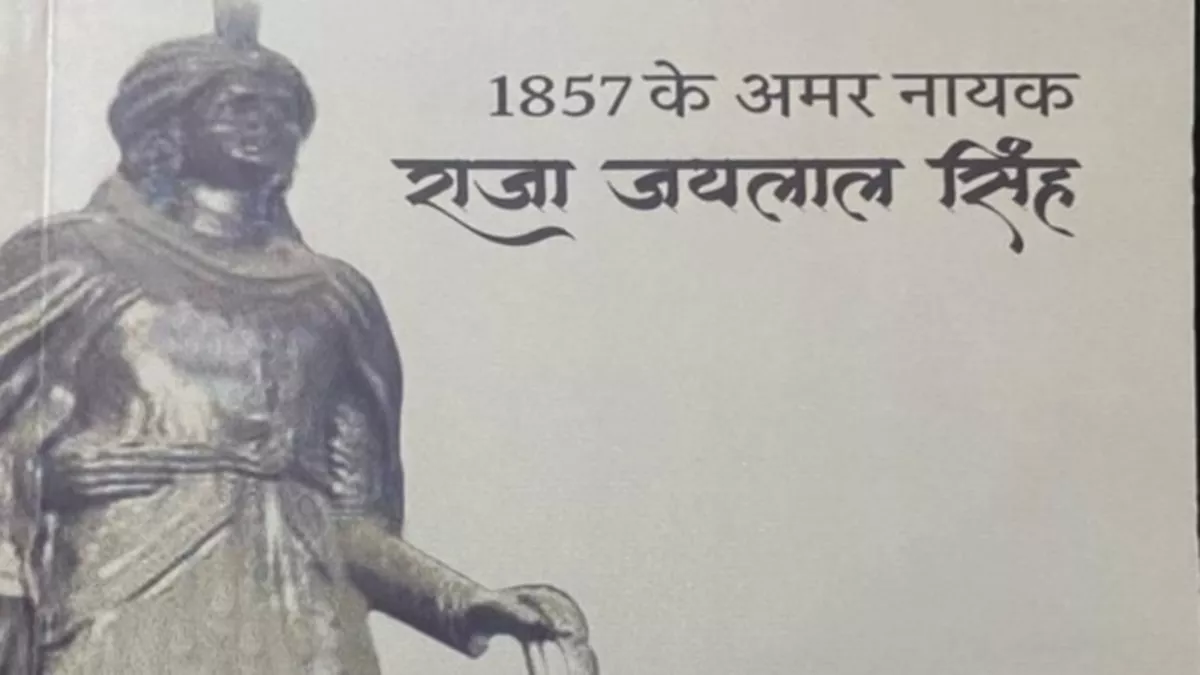 1857 के अमर नायक
राजा जयलाल सिंह